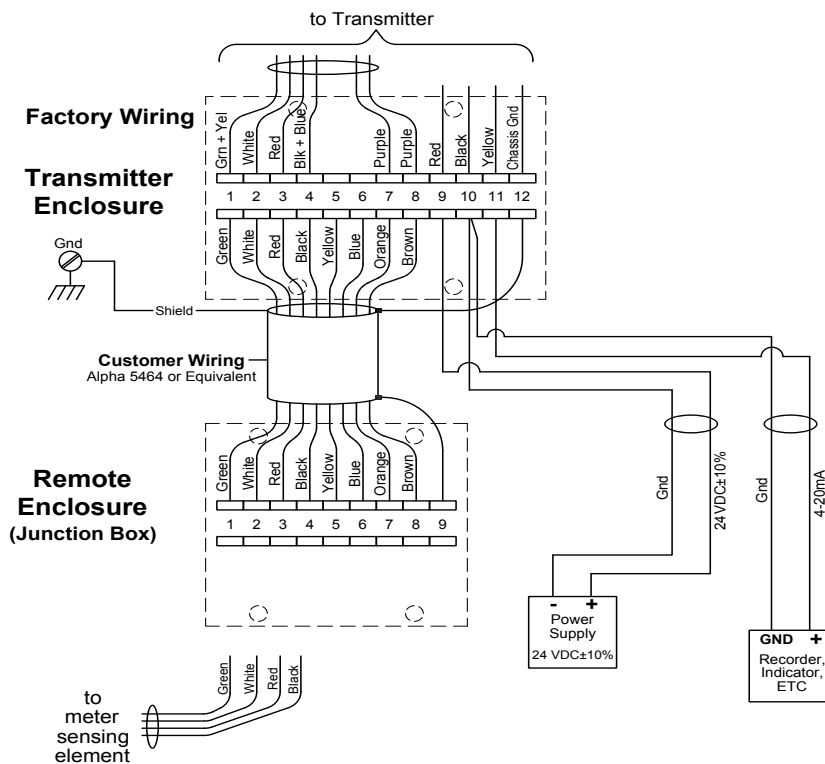 to Transmitter
Factory Wiring
Grn + Yel
White
Red
Blk + Blue
Purple
Purple
Red
Black
Yellow
Chassis Gnd
Transmitter
Enclosure
1 2 3 4 5 6 7 8 9 10 11 12
Green
White
Red
Black
Yellow
Blue
Orange
Brown
Gnd
Shield
Customer Wiring
Alpha 5464 or Equivalent
Remote
Enclosure
(Junction Box)
Green
White
Red
Black
Yellow
Blue
Orange
Brown
1 2 3 4 5 6 7 8 9
Gnd
24 VDC±10%
Gnd
4-20mA
- +
Power
Supply
24 VDC±10%
GND +
Recorder,
Indicator,
ETC
Green
White
Red
Black
to
meter
sensing
element